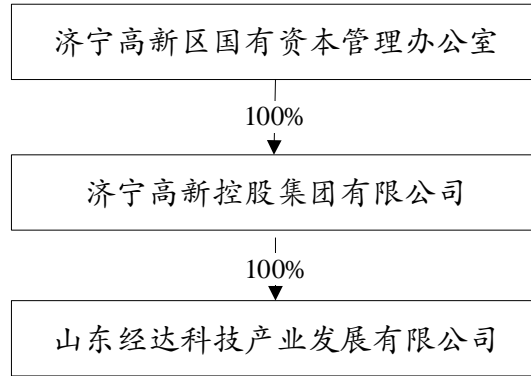 济宁高新区国有资本管理办公室
100%
济宁高新控股集团有限公司
100%
山东经达科技产业发展有限公司